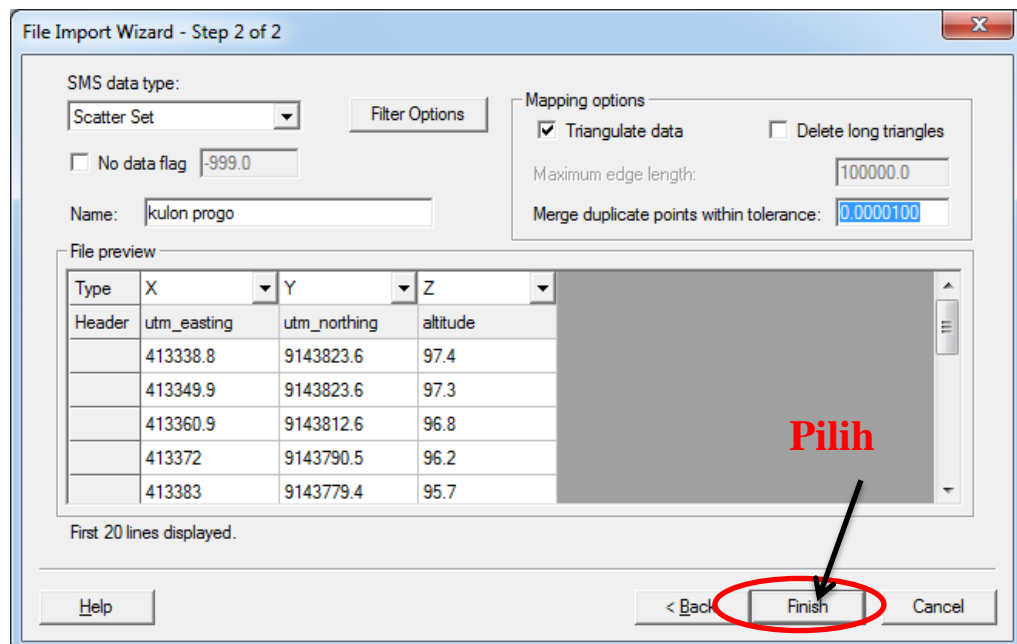 File Import Wizard - Step 2 of 2
SMS data type:
Scatter Set
Filter Options
No data flag -999.0
Name: kulon progo
Mapping options
Triangulate data Delete long triangles
Maximum edge length: 100000.0
Merge duplicate points within tolerance: 0.0000100
File preview
Type X Y Z
Header utm_easting utm_northing altitude
413338.8 9143823.6 97.4
413349.9 9143823.6 97.3
413360.9 9143812.6 96.8
413372 9143790.5 96.2
413383 9143779.4 95.7
Pilih
First 20 lines displayed.
Help < Back Finish Cancel